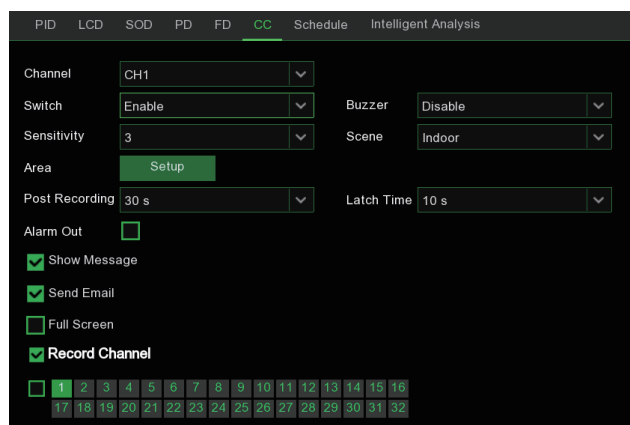 PID LCD SOD PD FD CC Schedule Intelligent Analysis
Channel CH1
Switch Enable Buzzer Disable
Sensitivity 3 Scene Indoor
Area Setup
Post Recording 30 s Latch Time 10 s
Alarm Out
Show Message
Send Email
Full Screen
Record Channel
1 2 3 4 5 6 7 8 9 10 11 12 13 14 15 16
17 18 19 20 21 22 23 24 25 26 27 28 29 30 31 32